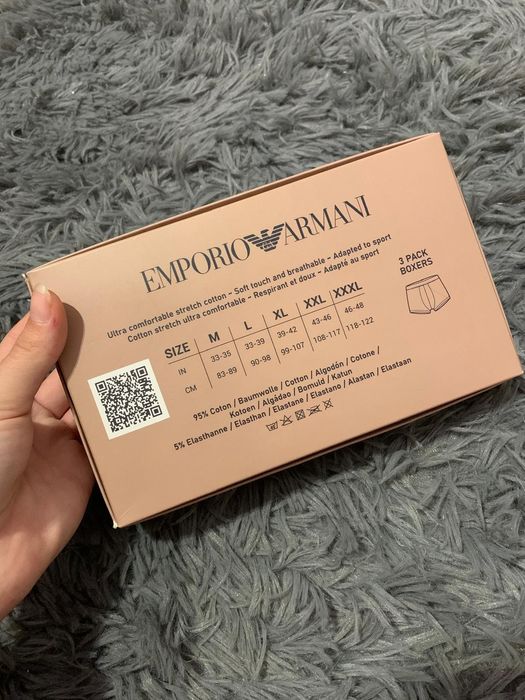 EMPORIO ARMANI
Ultra comfortable stretch cotton - Soft touch and breathable - Adapted to sport
Cotton stretch ultra comfortable - Respirant et doux - Adapté au sport
3 PACK
BOXERS
SIZE M L XL XXL XXXL
IN 33-35 33-39 39-42 43-46 46-48
CM 83-89 90-98 99-107 108-117 118-122
95% Coton / Baumwolle / Cotton / Algodón / Cotone /
Kotoen / Algâdao / Bomuld / Katun
5% Elasthanne / Elasthan / Elastane / Elastano / Alastan / Elastaan